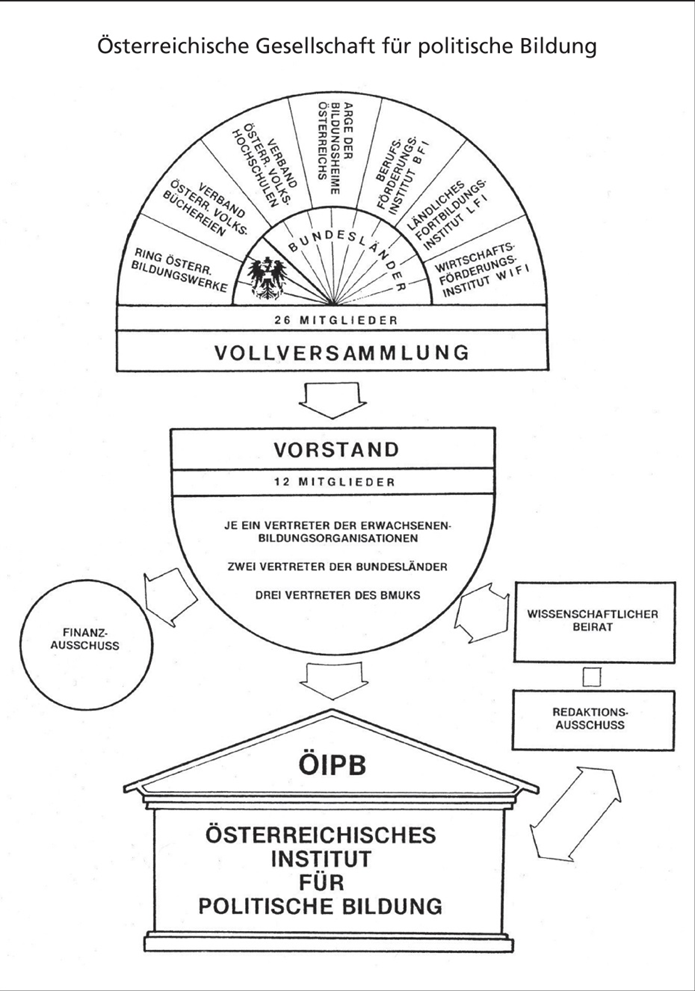 Österreichische Gesellschaft für politische Bildung
RING ÖSTERR.
BILDUNGSWERKE
VERBAND
ÖSTERR. VOLKS-
BÜCHEREIEN
VERBAND
ÖSTERR. VOLKS-
HOCHSCHULEN
ARGE DER
BILDUNGSHEIME
ÖSTERREICHS
BERUFS-
FÖRDERUNGS-
INSTITUT BFI
LÄNDLICHES
FORTBILDUNGS-
INSTITUT LFI
WIRTSCHAFTS-
FÖRDERUNGS-
INSTITUT WIFI
BUNDESLÄNDER
26 MITGLIEDER
VOLLVERSAMMLUNG
VORSTAND
12 MITGLIEDER
JE EIN VERTRETER DER ERWACHSENEN-
BILDUNGSORGANISATIONEN
ZWEI VERTRETER DER BUNDESLÄNDER
DREI VERTRETER DES BMUKS
FINANZ-
AUSSCHUSS
WISSENSCHAFTLICHER
BEIRAT
REDAKTIONS-
AUSSCHUSS
ÖIPB
ÖSTERREICHISCHES
INSTITUT
FÜR
POLITISCHE BILDUNG